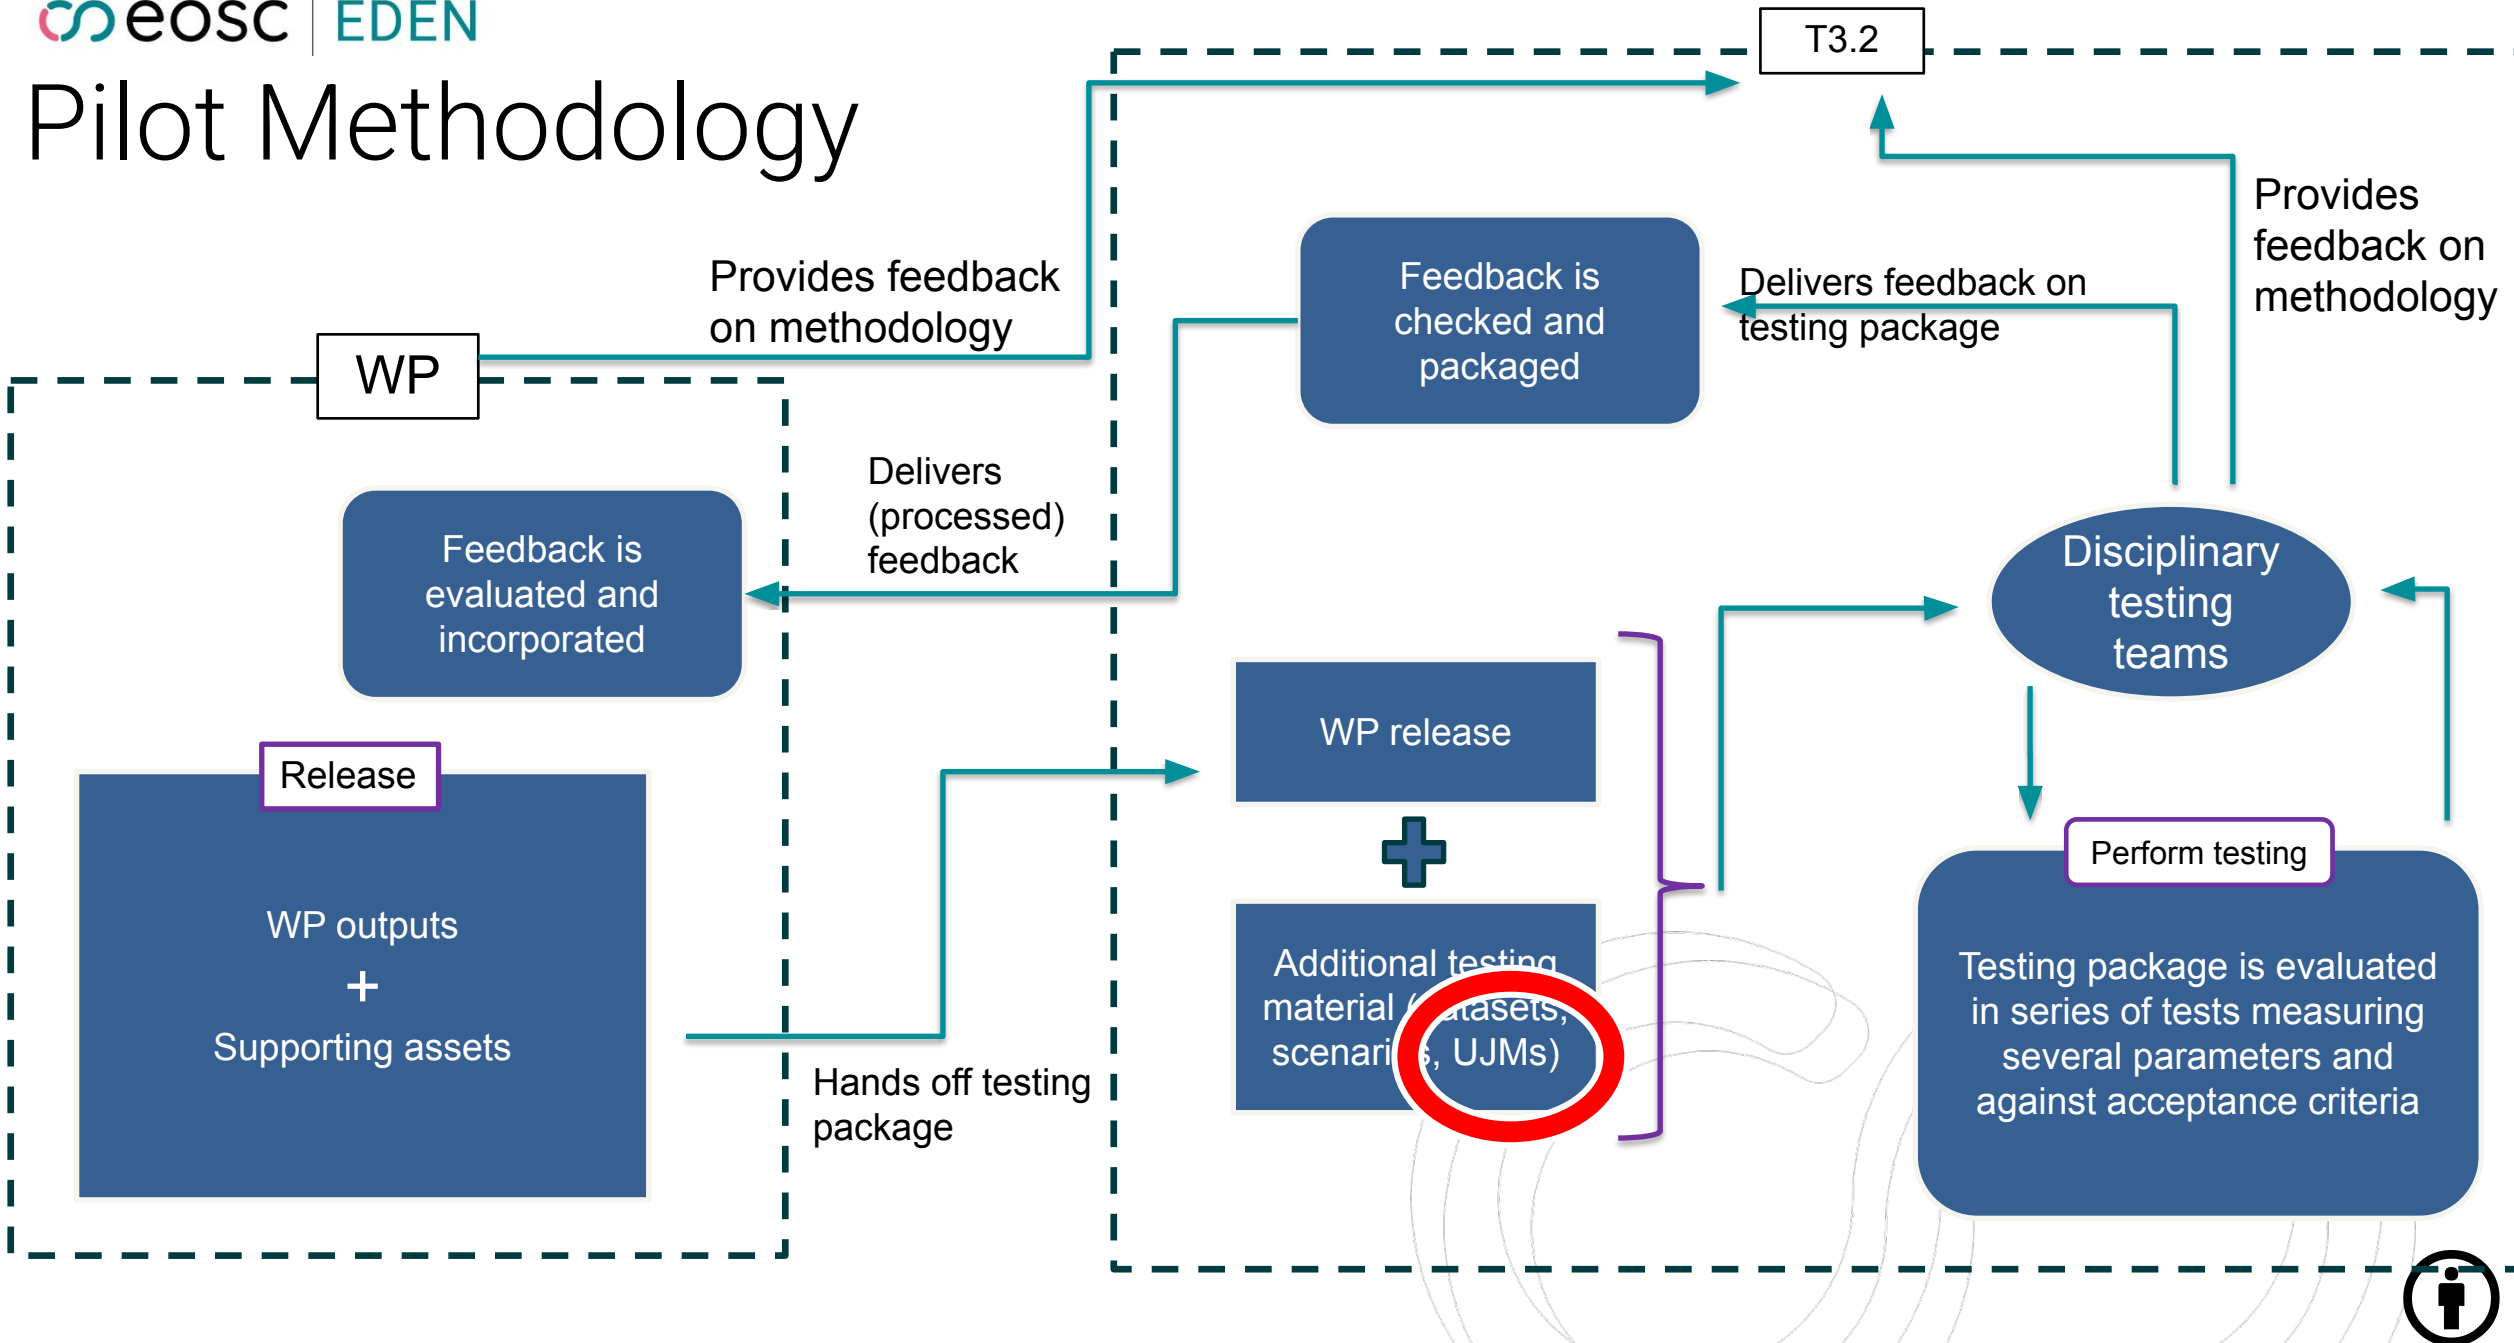 eosc EDEN
Pilot Methodology
T3.2
Provides
feedback on
methodology
Feedback is
checked and
packaged
Delivers feedback on
testing package
Provides feedback
on methodology
WP
Delivers
(processed)
feedback
Feedback is
evaluated and
incorporated
Disciplinary
testing
teams
WP release
Release
WP outputs
+
Supporting assets
Hands off testing
package
Additional testing
material (datasets,
scenarios, UJMs)
Perform testing
Testing package is evaluated
in series of tests measuring
several parameters and
against acceptance criteria